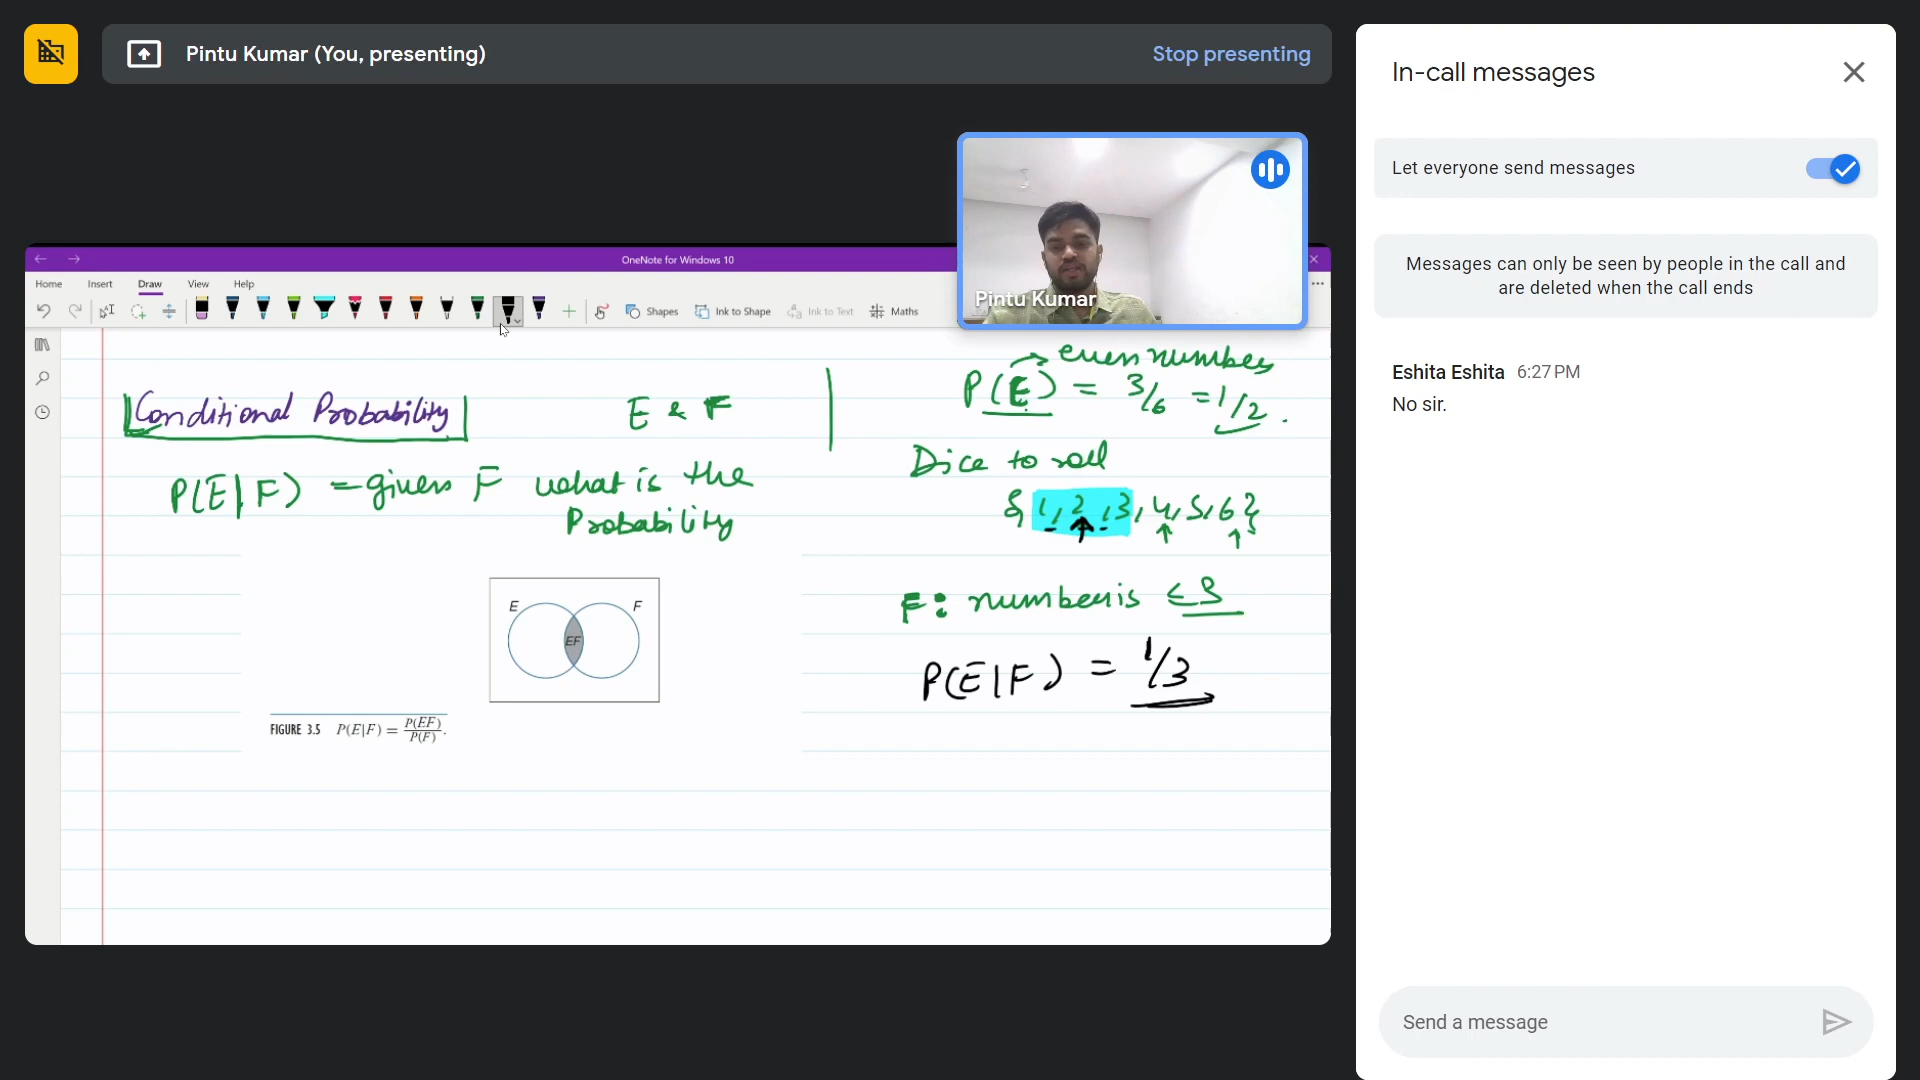 Pintu Kumar (You, presenting)
Stop presenting
In-call messages
Let everyone send messages
Messages can only be seen by people in the call and
are deleted when the call ends
Eshita Eshita 6:27 PM
No sir.
Send a message
Pintu Kumar
OneNote for Windows 10
Home Insert Draw View Help
Shapes Ink to Shape Ink to Text Maths
Conditional Probability
E & F
P(E|F) = given F what is the
Probability
E F
EF
FIGURE 3.5 P(E|F) = P(EF)/P(F).
even numbers
P(E) = 3/6 = 1/2.
Dice to roll
{1, 2, 3, 4, 5, 6}
F: number is ≤3
P(E|F) = 1/3